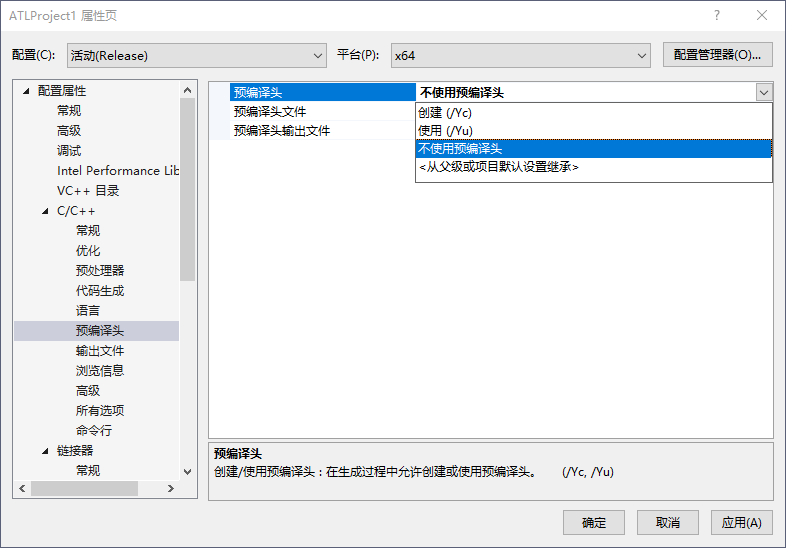 ATLProject1 属性页
配置(C): 活动(Release) 平台(P): x64 配置管理器(O)...
配置属性
常规
高级
调试
Intel Performance Lib
VC++ 目录
C/C++
常规
优化
预处理器
代码生成
语言
预编译头
输出文件
浏览信息
高级
所有选项
命令行
链接器
常规
预编译头 不使用预编译头
预编译头文件
预编译头输出文件
创建 (/Yc)
使用 (/Yu)
不使用预编译头
<从父级或项目默认设置继承>
预编译头
创建/使用预编译头 : 在生成过程中允许创建或使用预编译头。 (/Yc, /Yu)
确定 取消 应用(A)